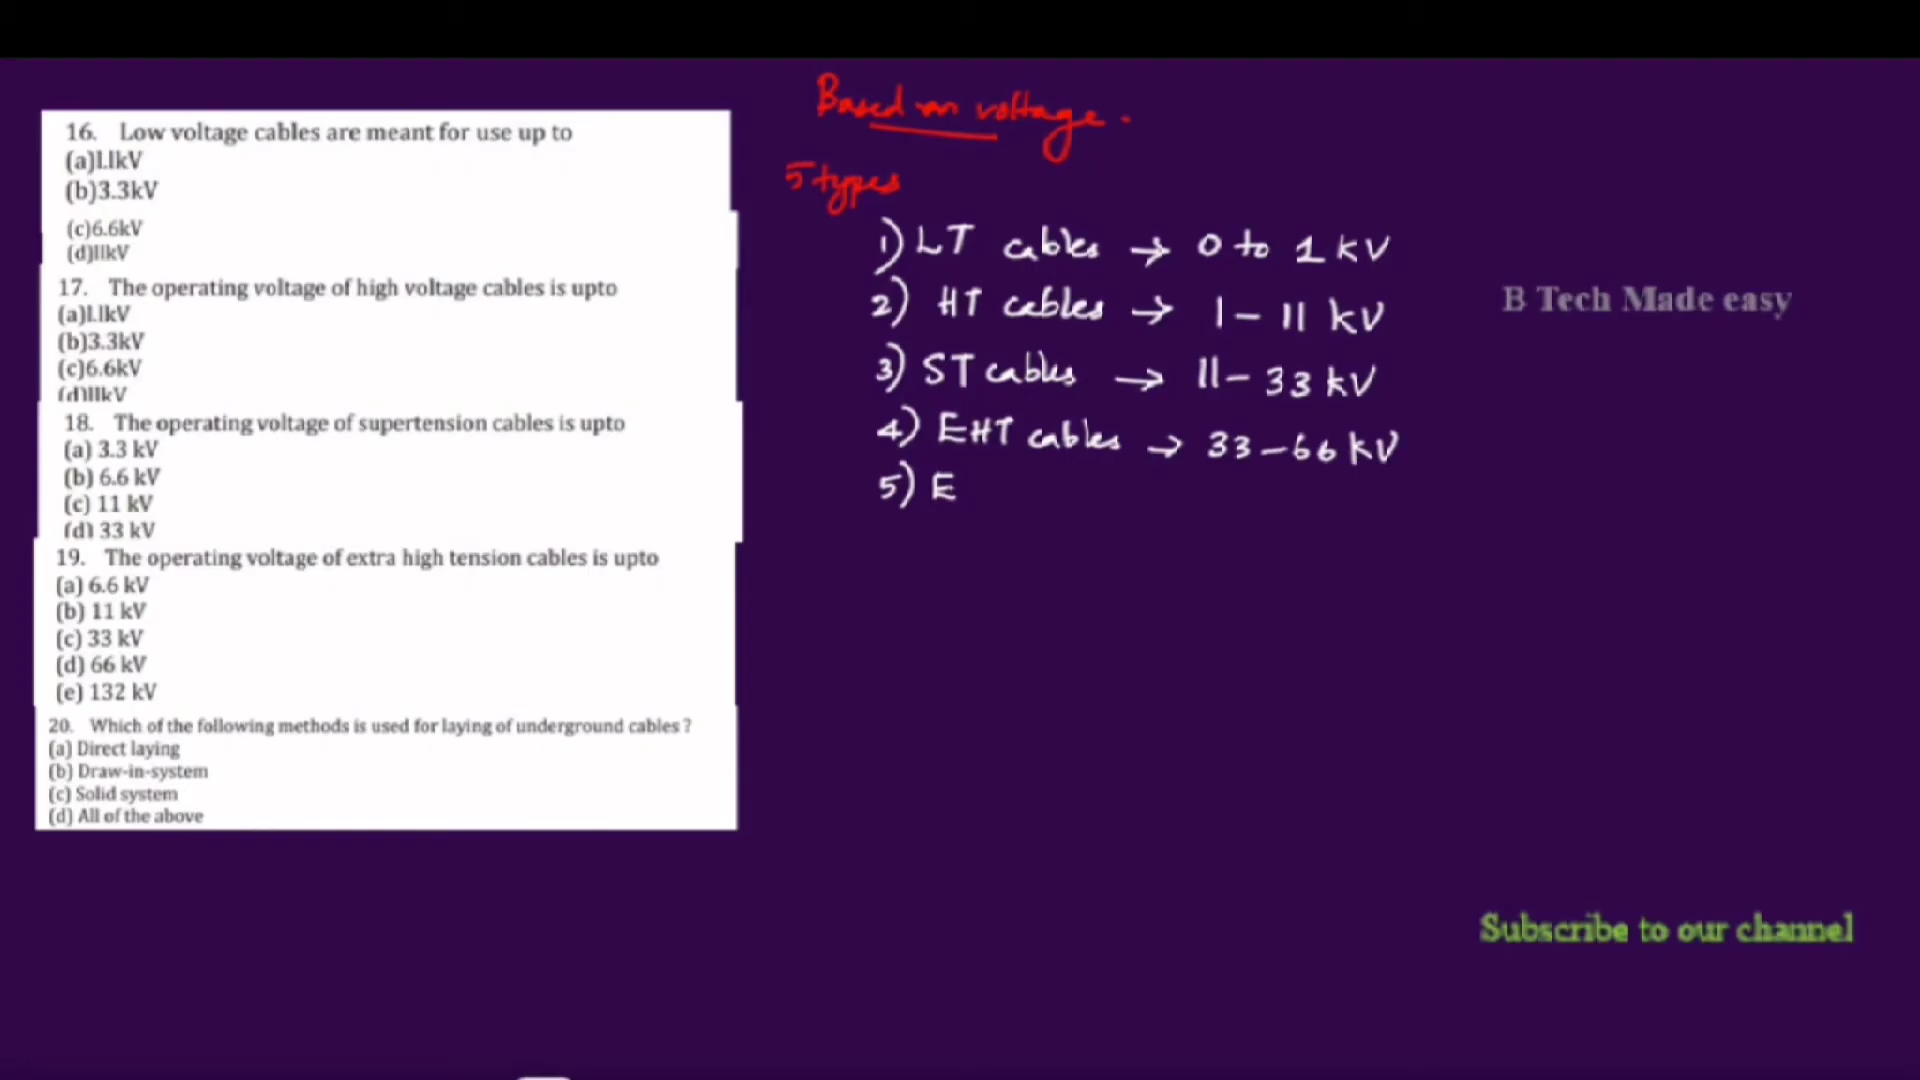 16. Low voltage cables are meant for use up to
(a)l.lkV
(b)3.3kV
(c)6.6kV
(d)llkV
17. The operating voltage of high voltage cables is upto
(a)l.lkV
(b)3.3kV
(c)6.6kV
(d)llkV
18. The operating voltage of supertension cables is upto
(a) 3.3 kV
(b) 6.6 kV
(c) 11 kV
(d) 33 kV
19. The operating voltage of extra high tension cables is upto
(a) 6.6 kV
(b) 11 kV
(c) 33 kV
(d) 66 kV
(e) 132 kV
20. Which of the following methods is used for laying of underground cables ?
(a) Direct laying
(b) Draw-in-system
(c) Solid system
(d) All of the above
Based on voltage.
5 types
1) LT cables → 0 to 1 kV
2) HT cables → 1 - 11 kV
3) ST cables → 11 - 33 kV
4) EHT cables → 33 - 66 kV
5) E
B Tech Made easy
Subscribe to our channel